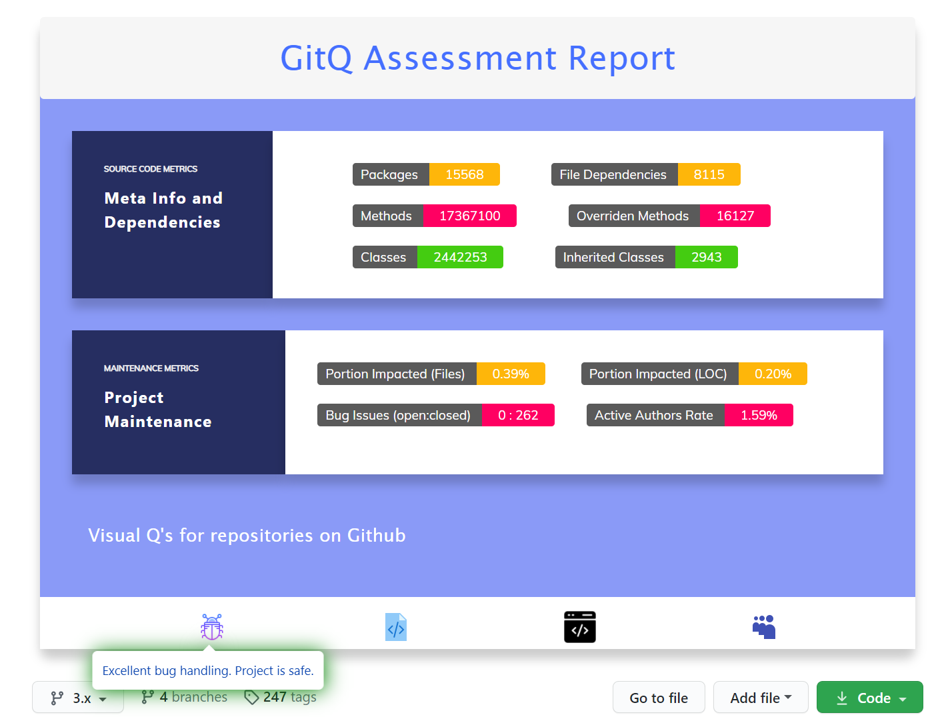 GitQ Assessment Report
SOURCE CODE METRICS
Meta Info and
Dependencies
Packages 15568
File Dependencies 8115
Methods 17367100
Overriden Methods 16127
Classes 2442253
Inherited Classes 2943
MAINTENANCE METRICS
Project
Maintenance
Portion Impacted (Files) 0.39%
Portion Impacted (LOC) 0.20%
Bug Issues (open:closed) 0 : 262
Active Authors Rate 1.59%
Visual Q's for repositories on Github
Excellent bug handling. Project is safe.
3.x
4 branches
247 tags
Go to file
Add file
Code